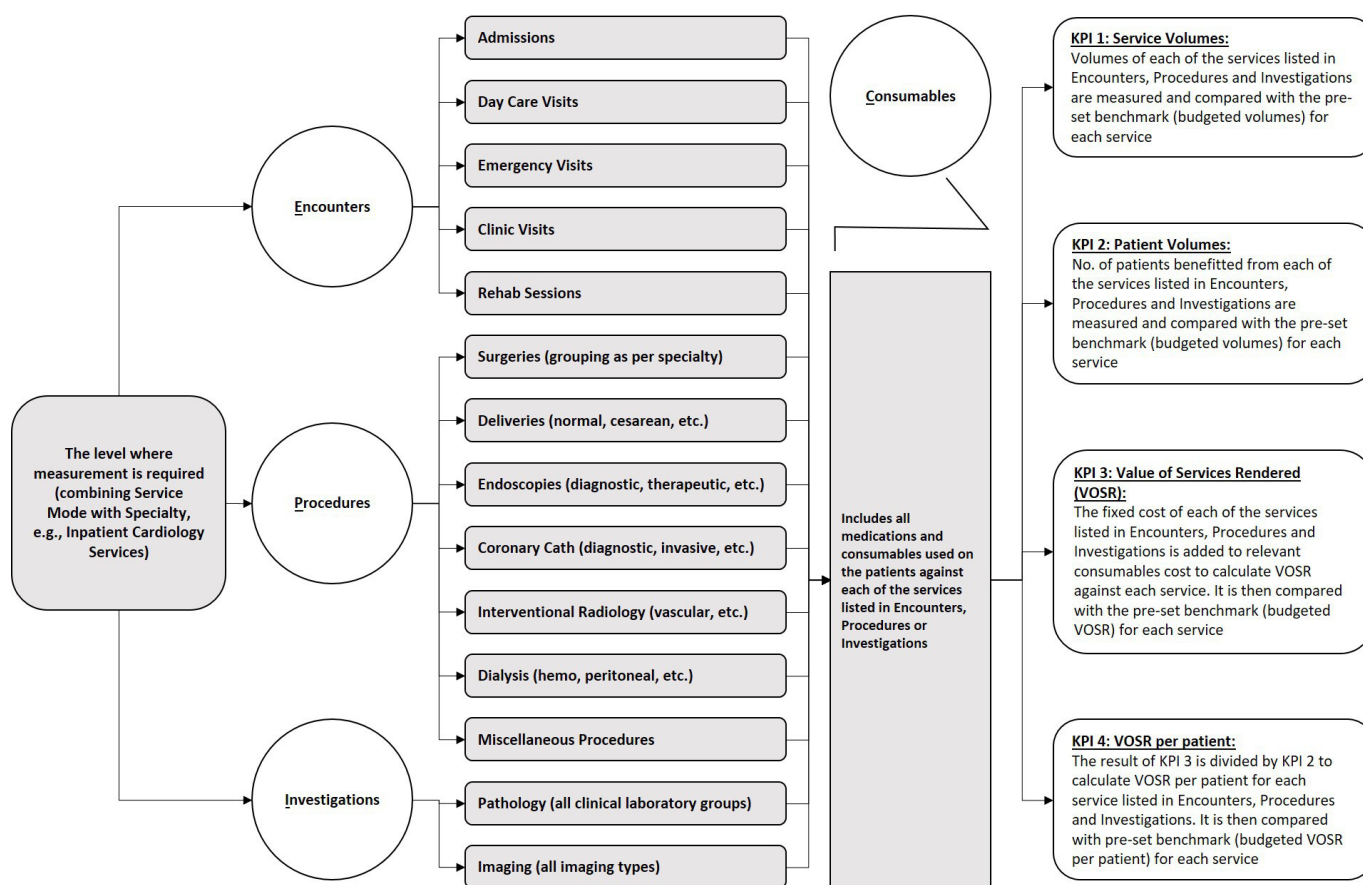 The level where
measurement is required
(combining Service
Mode with Specialty,
e.g., Inpatient Cardiology
Services)
Encounters
Procedures
Investigations
Admissions
Day Care Visits
Emergency Visits
Clinic Visits
Rehab Sessions
Surgeries (grouping as per specialty)
Deliveries (normal, cesarean, etc.)
Endoscopies (diagnostic, therapeutic, etc.)
Coronary Cath (diagnostic, invasive, etc.)
Interventional Radiology (vascular, etc.)
Dialysis (hemo, peritoneal, etc.)
Miscellaneous Procedures
Pathology (all clinical laboratory groups)
Imaging (all imaging types)
Consumables
Includes all
medications and
consumables used on
the patients against
each of the services
listed in Encounters,
Procedures or
Investigations
KPI 1: Service Volumes:
Volumes of each of the services listed in
Encounters, Procedures and Investigations
are measured and compared with the pre-
set benchmark (budgeted volumes) for
each service
KPI 2: Patient Volumes:
No. of patients benefitted from each of
the services listed in Encounters,
Procedures and Investigations are
measured and compared with the pre-set
benchmark (budgeted volumes) for each
service
KPI 3: Value of Services Rendered
(VOSR):
The fixed cost of each of the services
listed in Encounters, Procedures and
Investigations is added to relevant
consumables cost to calculate VOSR
against each service. It is then compared
with the pre-set benchmark (budgeted
VOSR) for each service
KPI 4: VOSR per patient:
The result of KPI 3 is divided by KPI 2 to
calculate VOSR per patient for each
service listed in Encounters, Procedures
and Investigations. It is then compared
with pre-set benchmark (budgeted VOSR
per patient) for each service